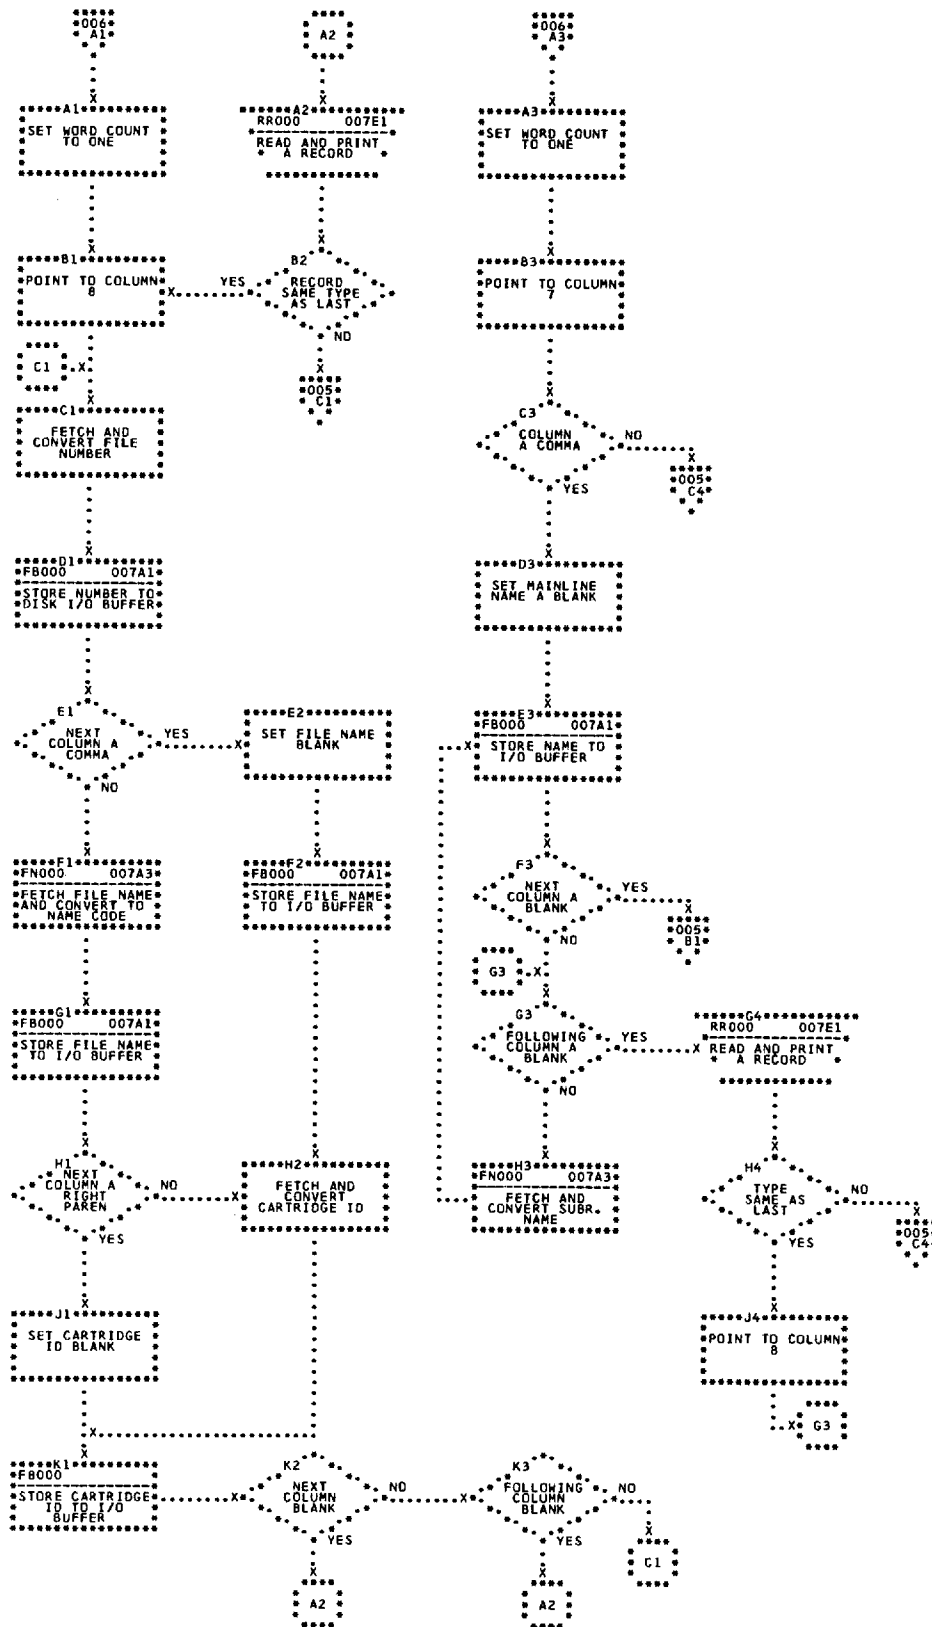 006
A1
A1
SET WORD COUNT
TO ONE
B1
POINT TO COLUMN
8
C1
C1
FETCH AND
CONVERT FILE
NUMBER
D1
FB000 007A1
STORE NUMBER TO
DISK I/O BUFFER
E1
NEXT
COLUMN A
COMMA
YES
NO
F1
FN000 007A3
FETCH FILE NAME
AND CONVERT TO
NAME CODE
G1
FB000 007A1
STORE FILE NAME
TO I/O BUFFER
H1
NEXT
COLUMN A
RIGHT
PAREN
NO
YES
J1
SET CARTRIDGE
ID BLANK
K1
FB000
STORE CARTRIDGE
ID TO I/O
BUFFER
A2
A2
RR000 007E1
READ AND PRINT
A RECORD
B2
RECORD
SAME TYPE
AS LAST
YES
NO
005
C1
E2
SET FILE NAME
BLANK
F2
FB000 007A1
STORE FILE NAME
TO I/O BUFFER
H2
FETCH AND
CONVERT
CARTRIDGE ID
K2
NEXT
COLUMN
BLANK
NO
YES
A2
006
A3
A3
SET WORD COUNT
TO ONE
B3
POINT TO COLUMN
7
C3
COLUMN
A COMMA
NO
YES
005
C4
D3
SET MAINLINE
NAME A BLANK
E3
FB000 007A1
STORE NAME TO
I/O BUFFER
F3
NEXT
COLUMN A
BLANK
YES
NO
005
B1
G3
G3
FOLLOWING
COLUMN A
BLANK
YES
NO
H3
FN000 007A3
FETCH AND
CONVERT SUBR.
NAME
K3
FOLLOWING
COLUMN
BLANK
NO
YES
A2
C1
G4
RR000 007E1
READ AND PRINT
A RECORD
H4
TYPE
SAME AS
LAST
NO
YES
005
C4
J4
POINT TO COLUMN
8
G3